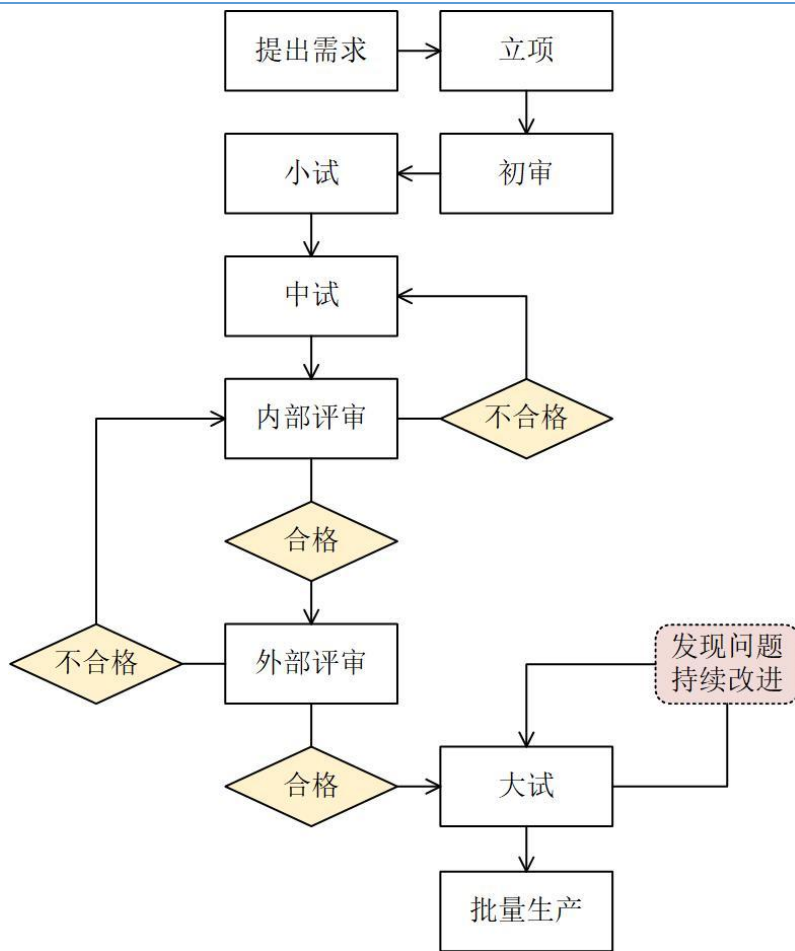 提出需求
立项
小试
初审
中试
内部评审
不合格
合格
不合格
外部评审
发现问题
持续改进
合格
大试
批量生产